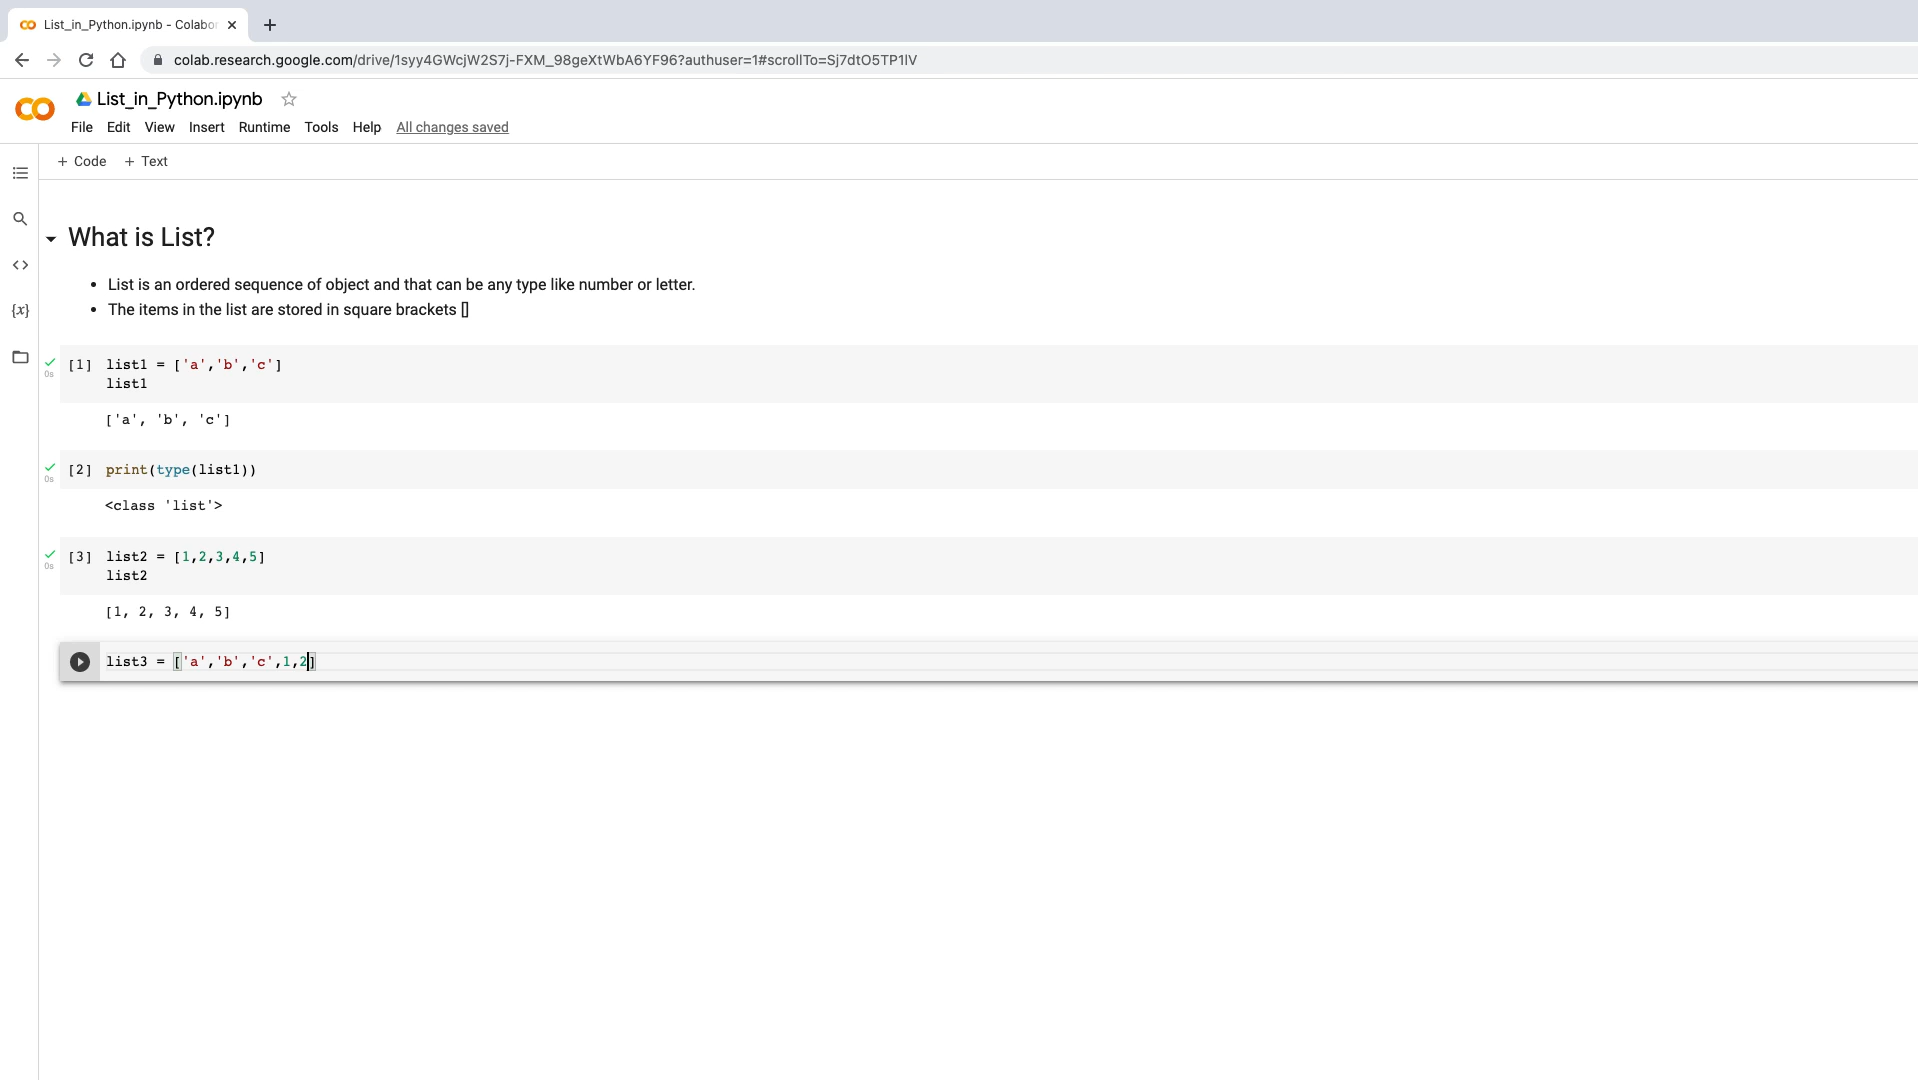 List_in_Python.ipynb - Colabor
colab.research.google.com/drive/1syy4GWcjW2S7j-FXM_98geXtWbA6YF96?authuser=1#scrollTo=Sj7dtO5TP1lV
List_in_Python.ipynb
File Edit View Insert Runtime Tools Help All changes saved
+ Code + Text
What is List?
• List is an ordered sequence of object and that can be any type like number or letter.
• The items in the list are stored in square brackets []
{x}
0s
[1] list1 = ['a','b','c']
list1
['a', 'b', 'c']
0s
[2] print(type(list1))
<class 'list'>
0s
[3] list2 = [1,2,3,4,5]
list2
[1, 2, 3, 4, 5]
list3 = ['a','b','c',1,2]